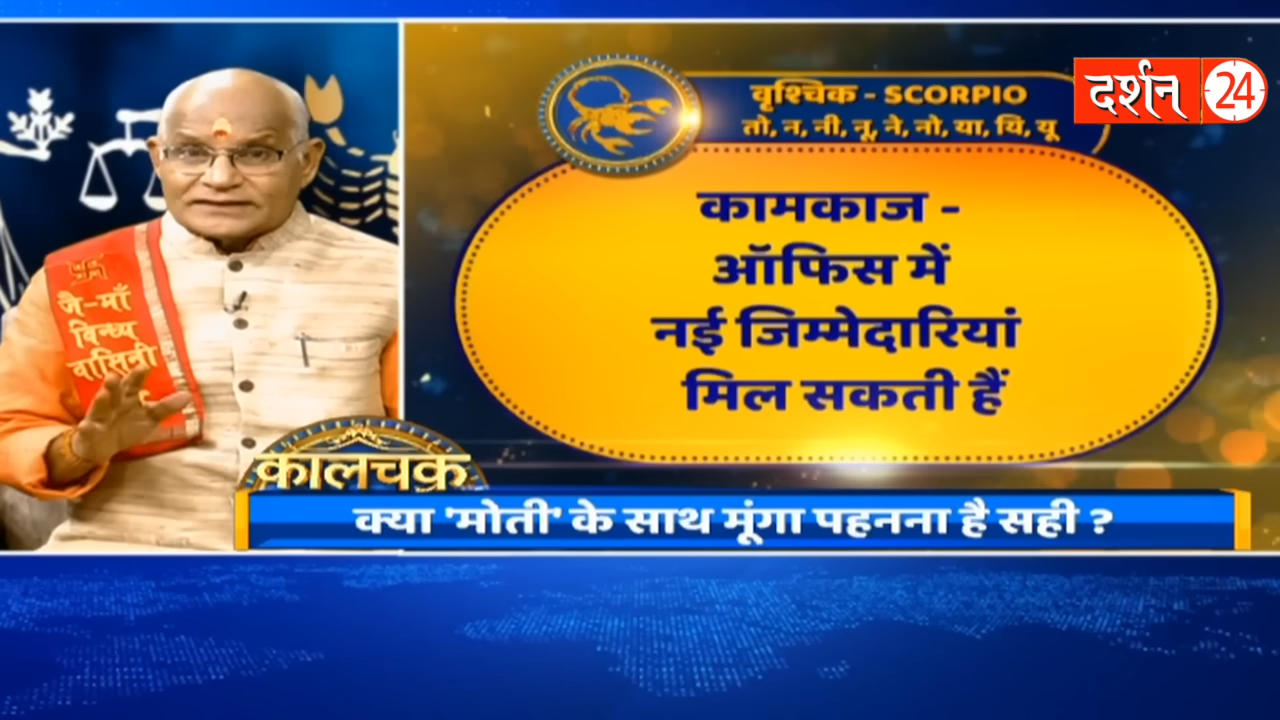 दर्शन 24
वृश्चिक - SCORPIO
तो, न, नी, नू, ने, नो, या, यि, यू
कामकाज -
ऑफिस में
नई जिम्मेदारियां
मिल सकती हैं
जै-माँ
विन्ध्य
वासिनी
कालचक्र
क्या 'मोती' के साथ मूंगा पहनना है सही ?